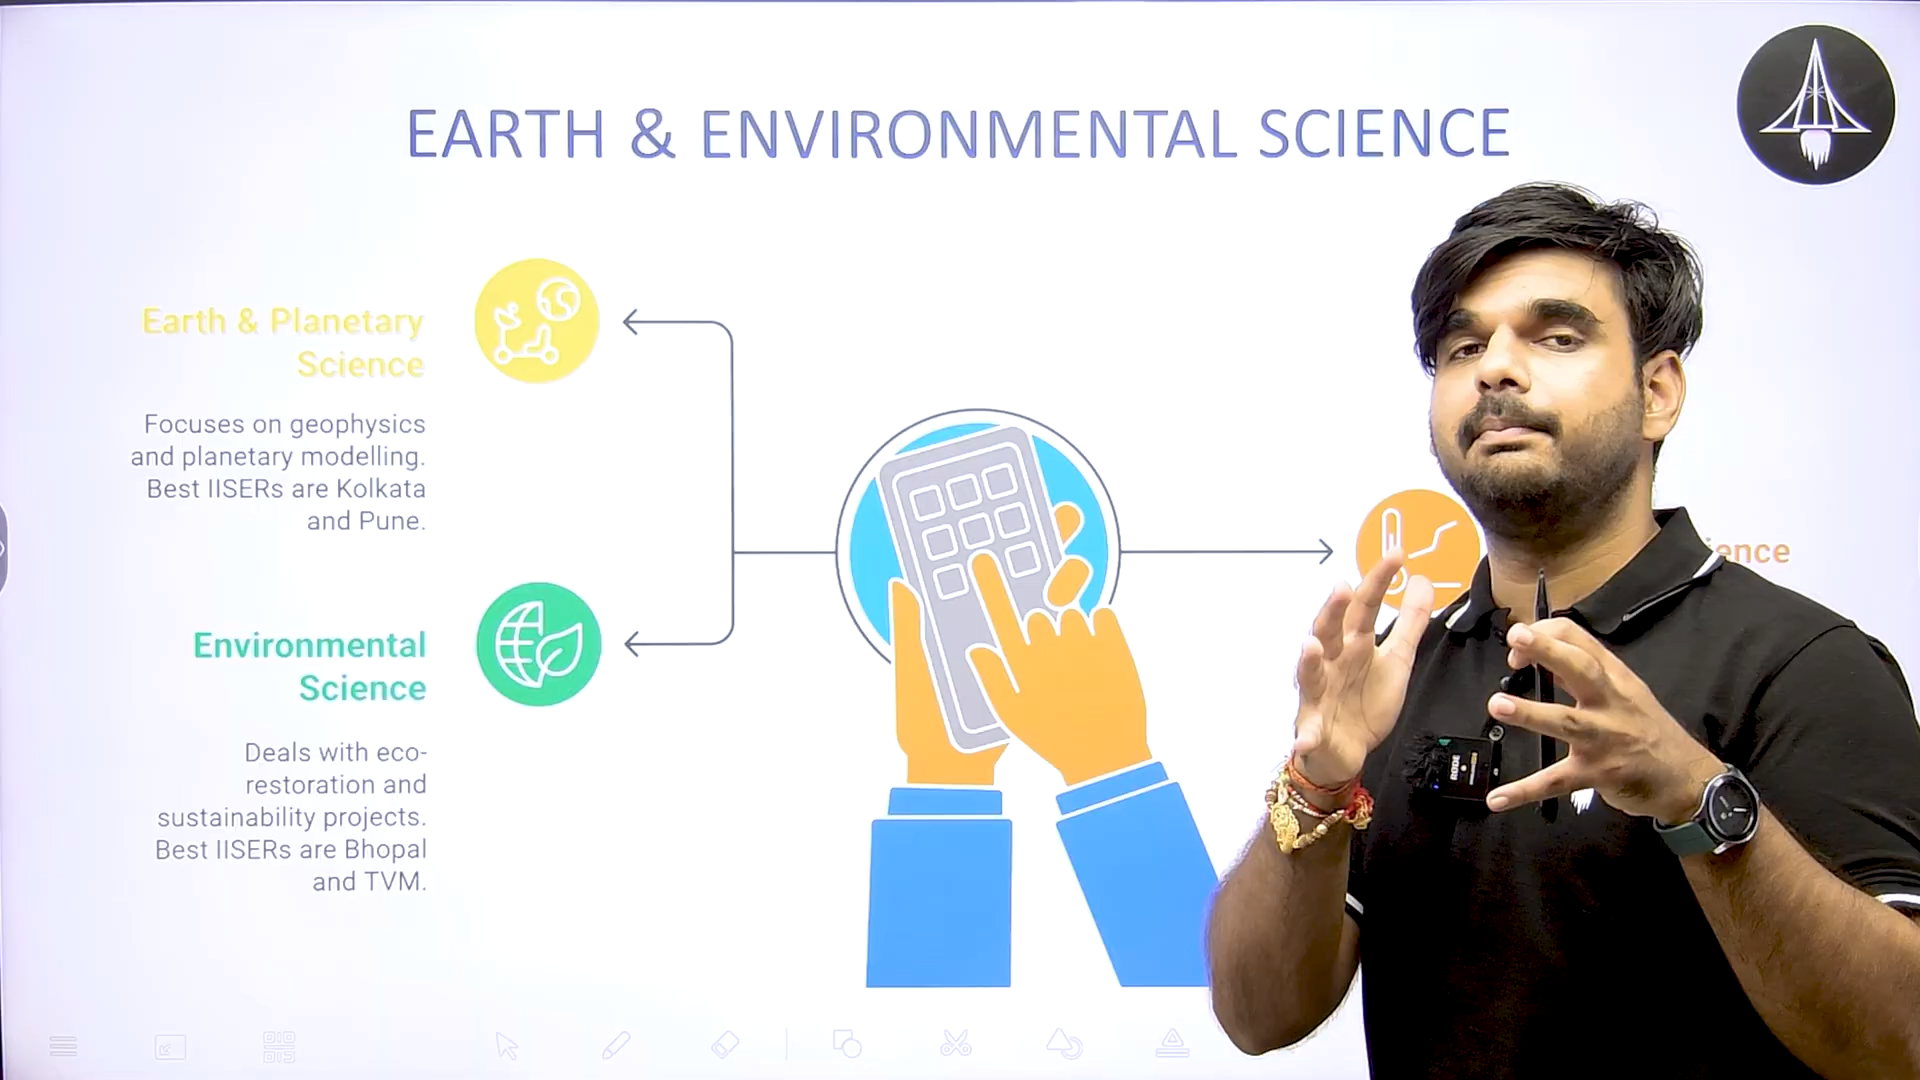 EARTH & ENVIRONMENTAL SCIENCE
Earth & Planetary
Science
Focuses on geophysics
and planetary modelling.
Best IISERs are Kolkata
and Pune.
Environmental
Science
Deals with eco-
restoration and
sustainability projects.
Best IISERs are Bhopal
and TVM.
RODE